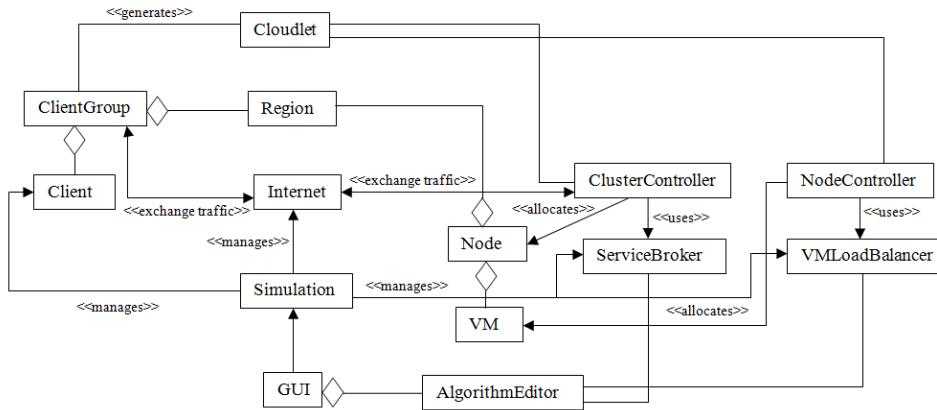 <<generates>>
Cloudlet
ClientGroup
Region
Client
Internet
<<exchange traffic>>
ClusterController
NodeController
<<exchange traffic>>
<<allocates>>
<<uses>>
<<uses>>
<<manages>>
Node
ServiceBroker
VMLoadBalancer
Simulation
<<manages>>
<<manages>>
VM
<<allocates>>
GUI
AlgorithmEditor